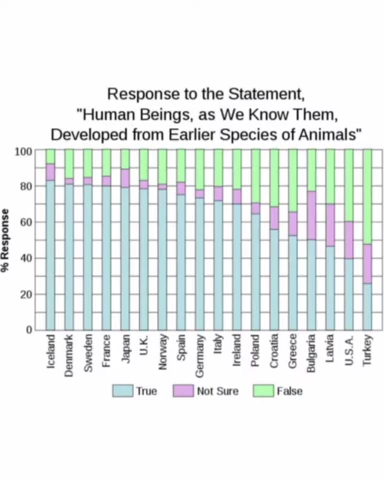 Response to the Statement,
"Human Beings, as We Know Them,
Developed from Earlier Species of Animals"
100
80
60
40
20
0
% Response
Iceland
Denmark
Sweden
France
Japan
U.K.
Norway
Spain
Germany
Italy
Ireland
Poland
Croatia
Greece
Bulgaria
Latvia
U.S.A.
Turkey
True
Not Sure
False